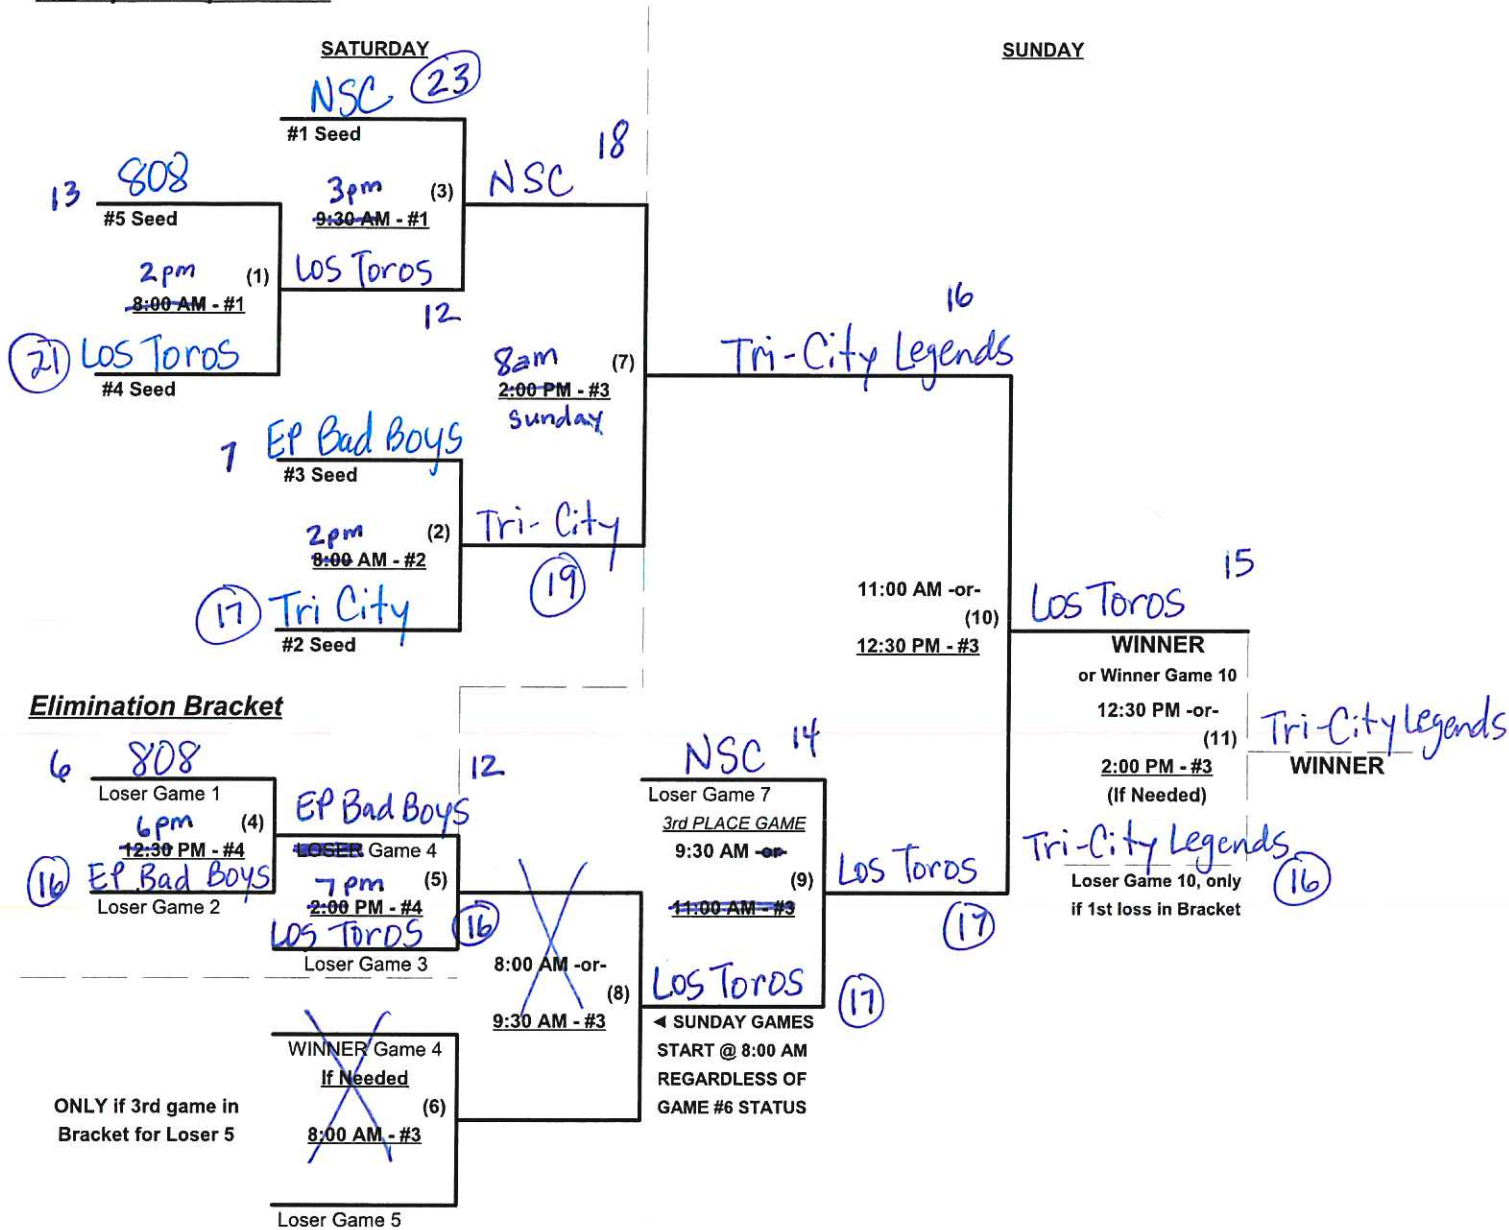 SATURDAY
SUNDAY
NSC 23
#1 Seed
18
13 808
#5 Seed
3pm (3)
9:30 AM - #1
NSC
2pm (1)
8:00 AM - #1
Los Toros
12
21 Los Toros
#4 Seed
8am (7)
2:00 PM - #3
Sunday
16
Tri-City Legends
7 EP Bad Boys
#3 Seed
2pm (2)
8:00 AM - #2
Tri-City
19
17 Tri City
#2 Seed
11:00 AM -or-
(10)
12:30 PM - #3
Los Toros 15
WINNER
or Winner Game 10
12:30 PM -or-
(11)
2:00 PM - #3
(If Needed)
Tri-City Legends
WINNER
Tri-City Legends
16
Loser Game 10, only
if 1st loss in Bracket
Elimination Bracket
6 808
Loser Game 1
6pm (4)
12:30 PM - #4
16 EP Bad Boys
Loser Game 2
12
EP Bad Boys
LOSER Game 4
7pm (5)
2:00 PM - #4
Los Toros 16
Loser Game 3
NSC 14
Loser Game 7
3rd PLACE GAME
9:30 AM -or-
(9)
11:00 AM - #3
Los Toros
17
8:00 AM -or-
(8)
9:30 AM - #3
Los Toros 17
◄ SUNDAY GAMES
START @ 8:00 AM
REGARDLESS OF
GAME #6 STATUS
WINNER Game 4
If Needed
(6)
8:00 AM - #3
ONLY if 3rd game in
Bracket for Loser 5
Loser Game 5